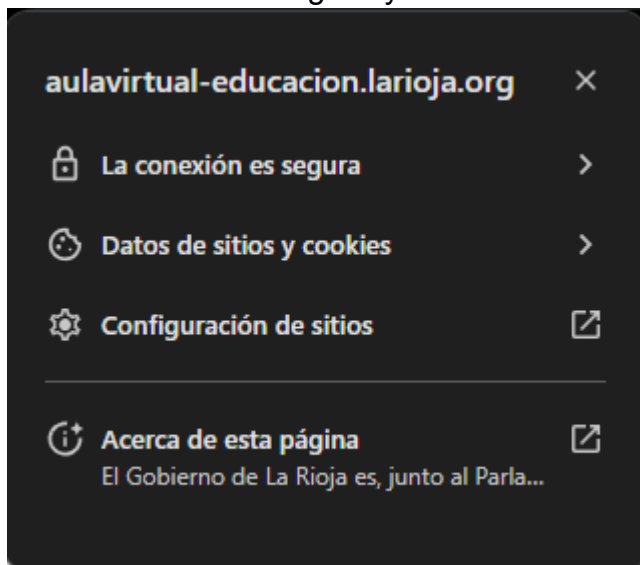 aulavirtual-educacion.larioja.org
La conexión es segura
Datos de sitios y cookies
Configuración de sitios
Acerca de esta página
El Gobierno de La Rioja es, junto al Parla...